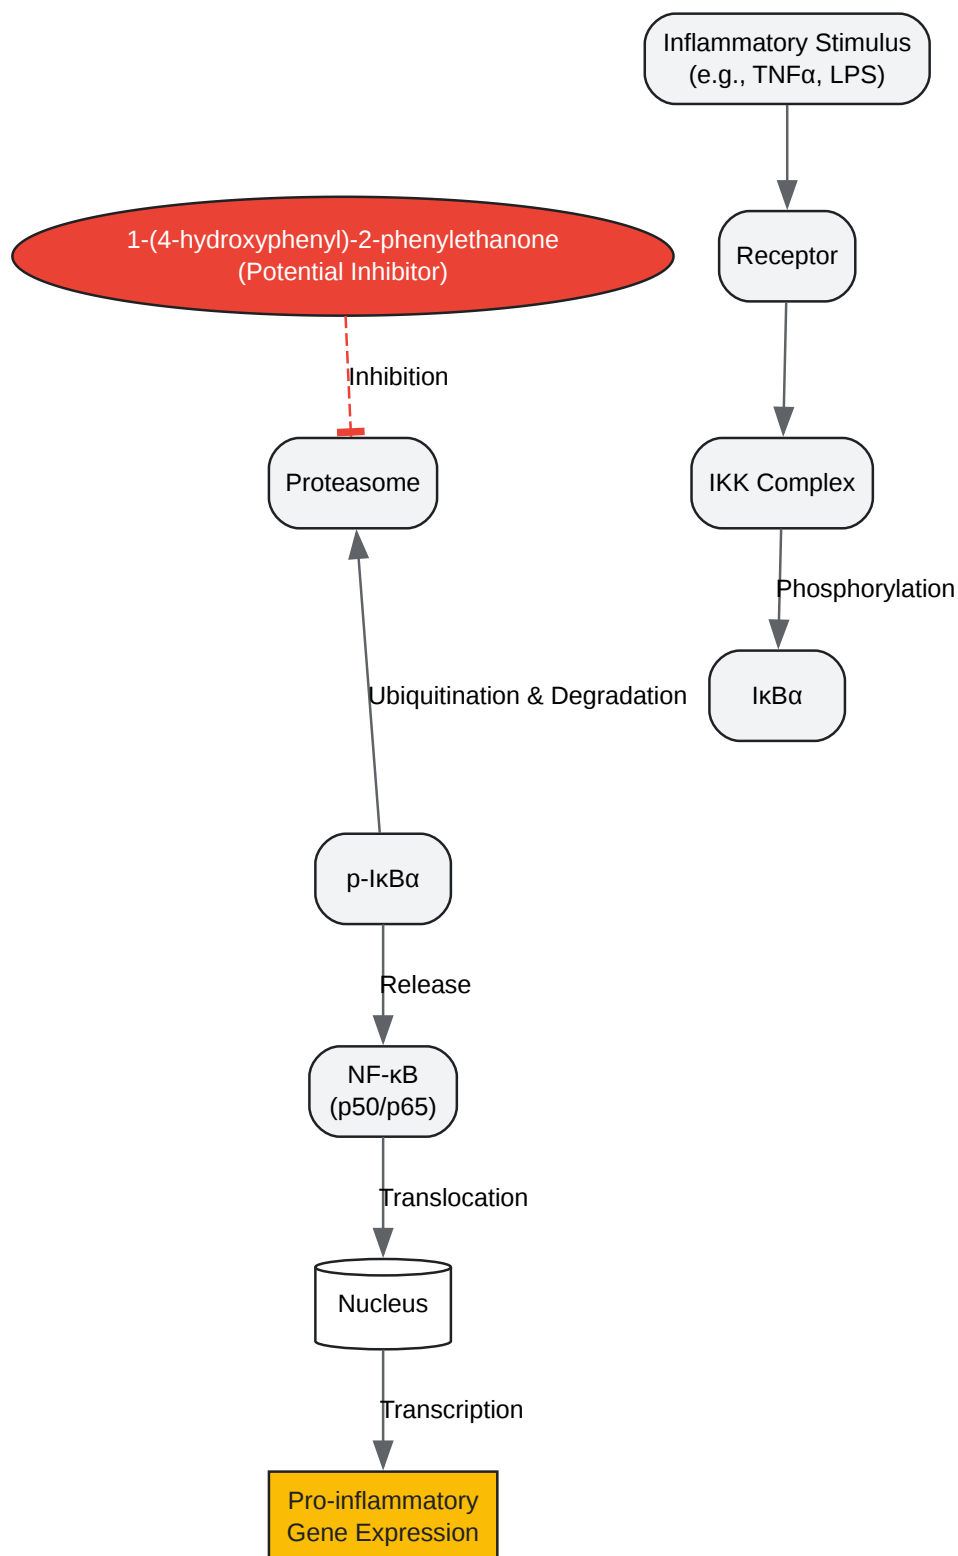 Inflammatory Stimulus
(e.g., TNFα, LPS)
1-(4-hydroxyphenyl)-2-phenylethanone
(Potential Inhibitor)
Receptor
Inhibition
Proteasome
IKK Complex
Phosphorylation
Ubiquitination & Degradation
IκBα
p-IκBα
Release
NF-κB
(p50/p65)
Translocation
Nucleus
Transcription
Pro-inflammatory
Gene Expression